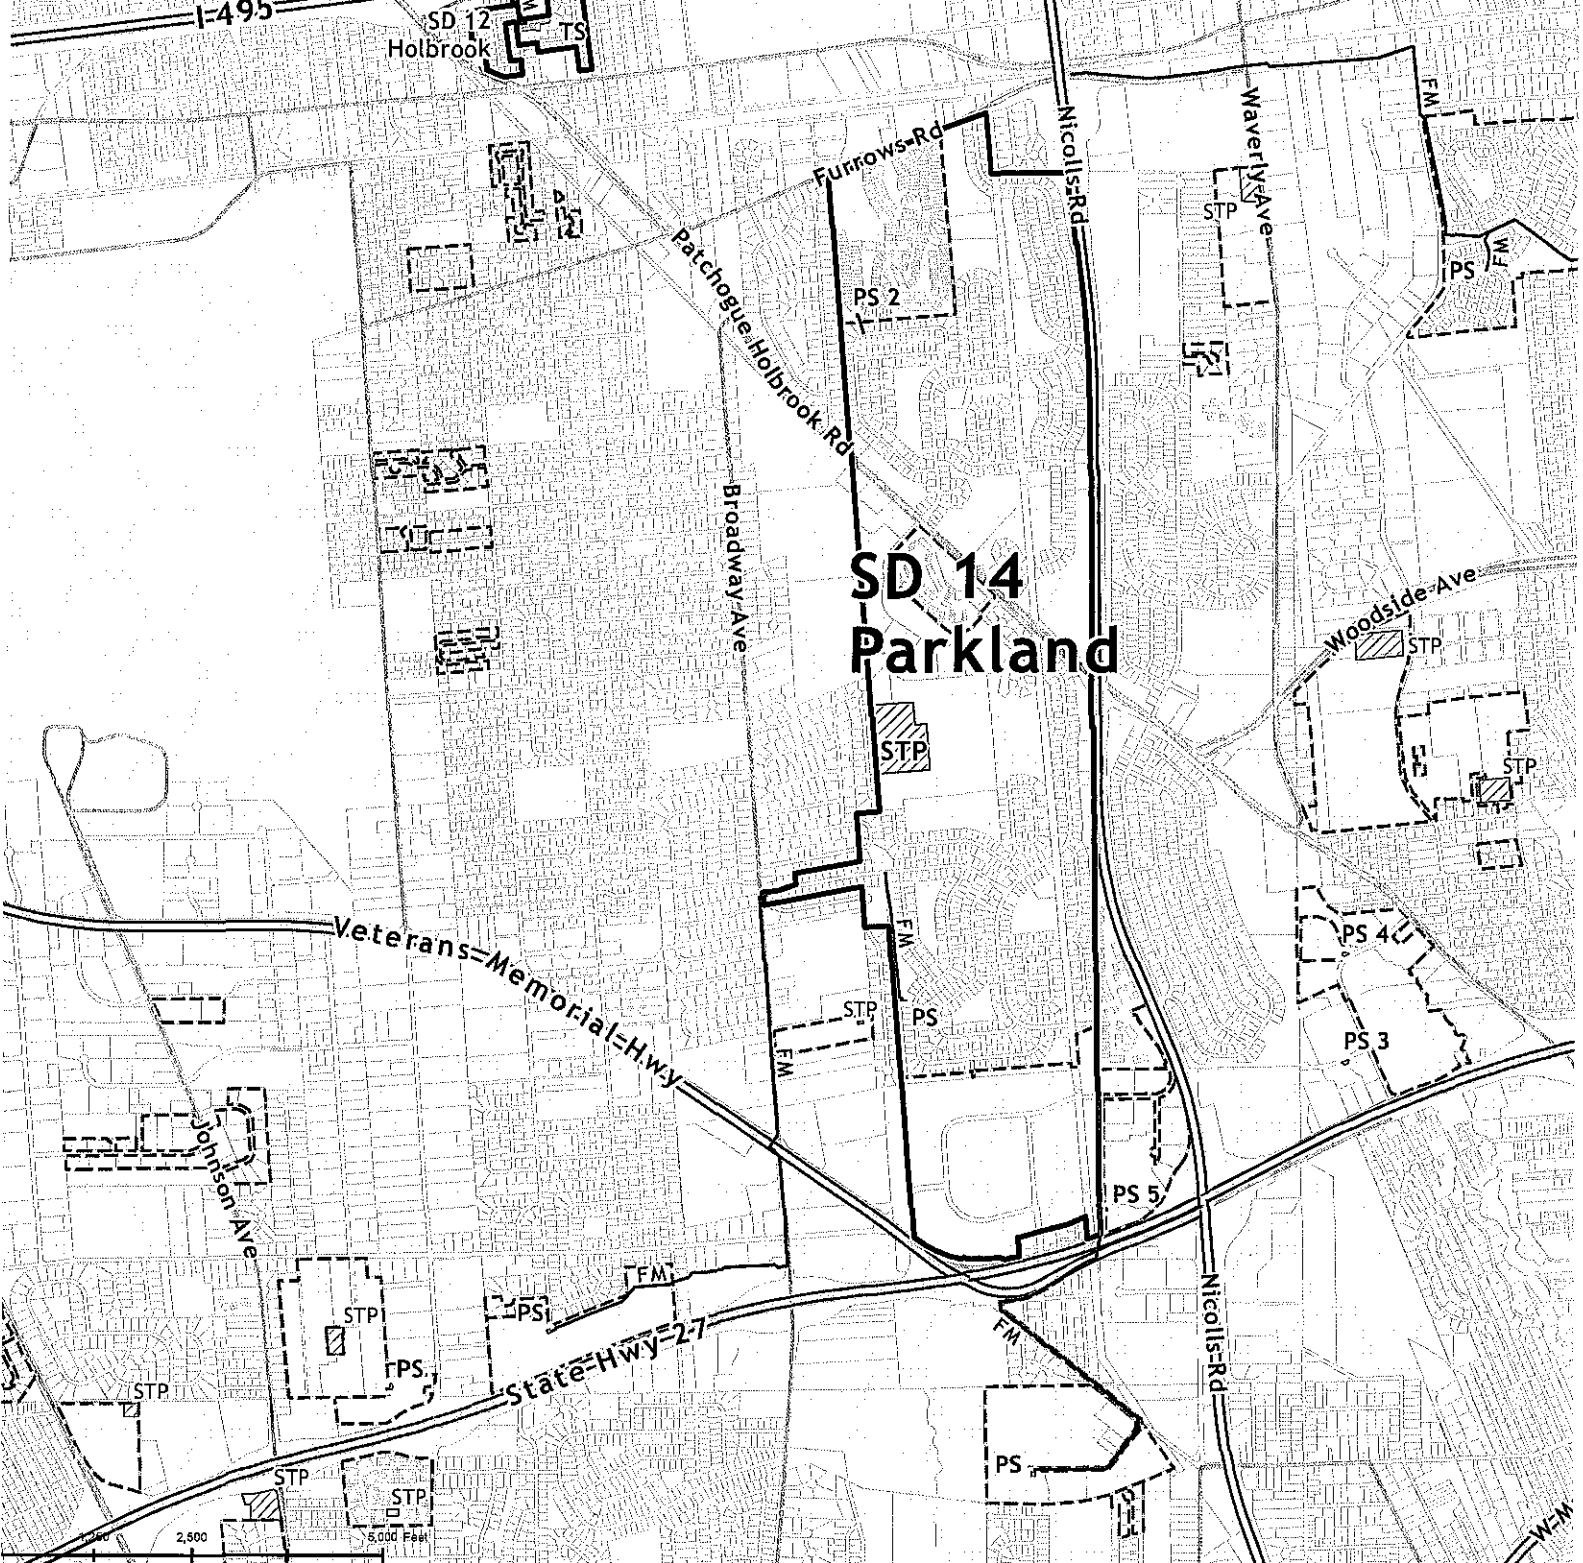 I-495
SD 12
Holbrook
TS
Furrows-Rd
Nicolls-Rd
Waverly-Ave
FM
STP
PS
FM
Patchogue-Holbrook Rd
PS 2
Broadway-Ave
SD 14
Parkland
Woodside-Ave
STP
STP
STP
Veterans=Memorial=Hwy
FM
PS 4
STP
PS
PS 3
FM
Johnson Ave
PS 5
FM
STP
PS
State-Hwy-27
FM
Nicolls-Rd
PS
STP
PS
STP
STP
1,250
2,500
5,000 Feet